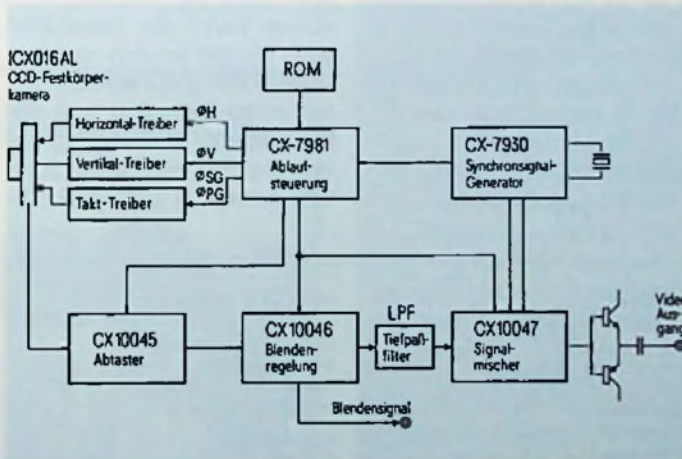 ICX016AL
CCD-Festkörper-
kamera
ROM
Horizontal-Treiber
ØH
Vertikal-Treiber
ØV
Takt-Treiber
ØSG
ØPG
CX-7981
Ablauf-
steuerung
CX-7930
Synchronsignal-
Generator
CX10045
Abtaster
CX10046
Blenden-
regelung
LPF
Tiefpaß-
filter
CX10047
Signal-
mischer
Video
Aus-
gang
Blendensignal